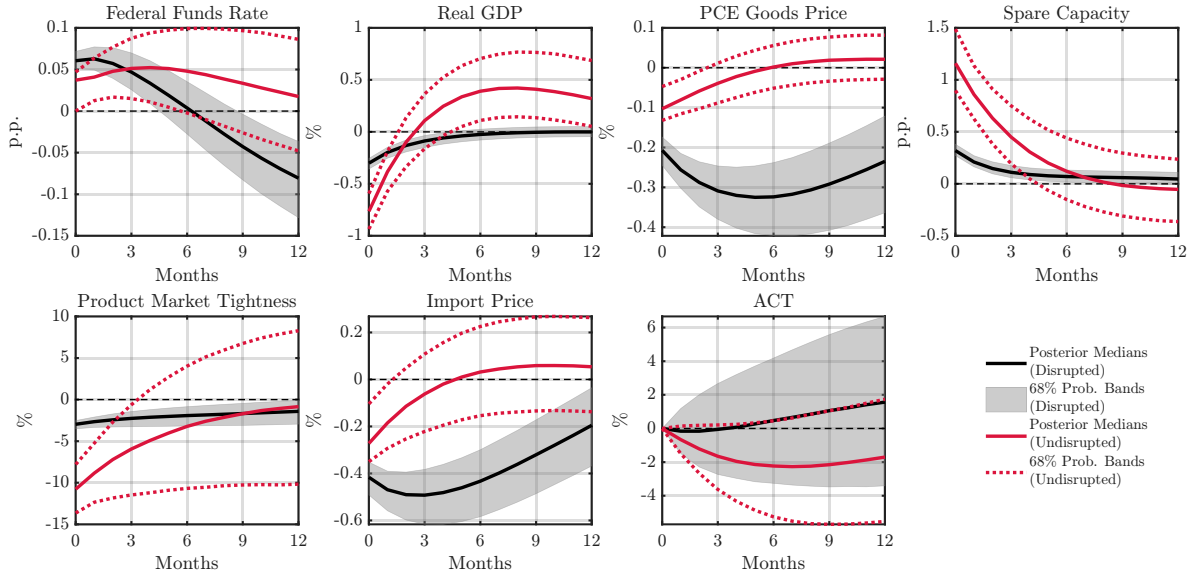 Federal Funds Rate
0.1
0.05
0
-0.05
-0.1
-0.15
p.p.
0 3 6 9 12
Months
Real GDP
1
0.5
0
-0.5
-1
%
0 3 6 9 12
Months
PCE Goods Price
0.1
0
-0.1
-0.2
-0.3
-0.4
%
0 3 6 9 12
Months
Spare Capacity
1.5
1.0
0.5
0
-0.5
p.p.
0 3 6 9 12
Months
Product Market Tightness
10
5
0
-5
-10
-15
%
0 3 6 9 12
Months
Import Price
0.2
0
-0.2
-0.4
-0.6
%
0 3 6 9 12
Months
ACT
6
4
2
0
-2
-4
%
0 3 6 9 12
Months
Posterior Medians
(Disrupted)
68% Prob. Bands
(Disrupted)
Posterior Medians
(Undisrupted)
68% Prob. Bands
(Undisrupted)